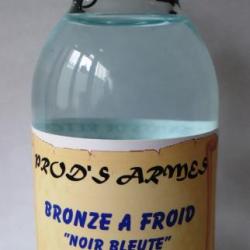 PROD'S ARMES
BRONZE A FROID
"NOIR BLEUTE"